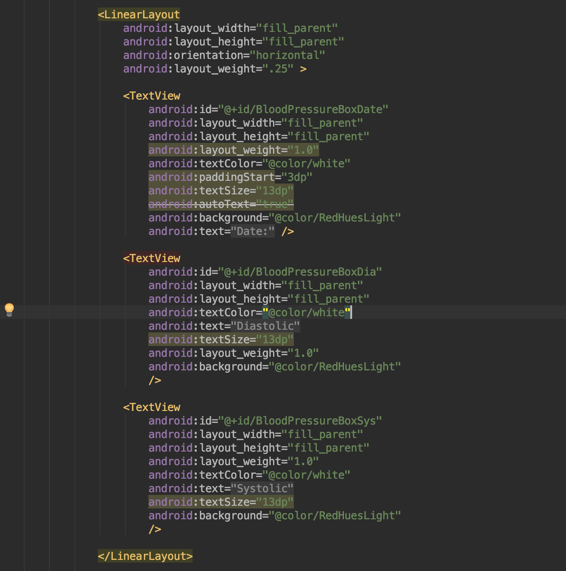 <LinearLayout
android:layout_width="fill_parent"
android:layout_height="fill_parent"
android:orientation="horizontal"
android:layout_weight=".25" >
<TextView
android:id="@+id/BloodPressureBoxDate"
android:layout_width="fill_parent"
android:layout_height="fill_parent"
android:layout_weight="1.0"
android:textColor="@color/white"
android:paddingStart="3dp"
android:textSize="13dp"
android:autoText="true"
android:background="@color/RedHuesLight"
android:text="Date:" />
<TextView
android:id="@+id/BloodPressureBoxDia"
android:layout_width="fill_parent"
android:layout_height="fill_parent"
android:textColor="@color/white"
android:text="Diastolic"
android:textSize="13dp"
android:layout_weight="1.0"
android:background="@color/RedHuesLight"
/>
<TextView
android:id="@+id/BloodPressureBoxSys"
android:layout_width="fill_parent"
android:layout_height="fill_parent"
android:layout_weight="1.0"
android:textColor="@color/white"
android:text="Systolic"
android:textSize="13dp"
android:background="@color/RedHuesLight"
/>
</LinearLayout>